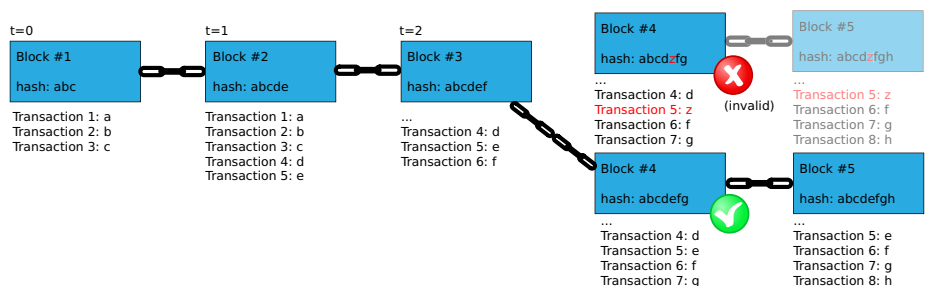 t=0
Block #1
hash: abc
Transaction 1: a
Transaction 2: b
Transaction 3: c
t=1
Block #2
hash: abcde
Transaction 1: a
Transaction 2: b
Transaction 3: c
Transaction 4: d
Transaction 5: e
t=2
Block #3
hash: abcdef
...
Transaction 4: d
Transaction 5: e
Transaction 6: f
Block #4
hash: abcdzfg
...
Transaction 4: d
Transaction 5: z
Transaction 6: f
Transaction 7: g
(invalid)
Block #5
hash: abcdzfgh
...
Transaction 5: z
Transaction 6: f
Transaction 7: g
Transaction 8: h
Block #4
hash: abcdefg
...
Transaction 4: d
Transaction 5: e
Transaction 6: f
Transaction 7: g
Block #5
hash: abcdefgh
...
Transaction 5: e
Transaction 6: f
Transaction 7: g
Transaction 8: h